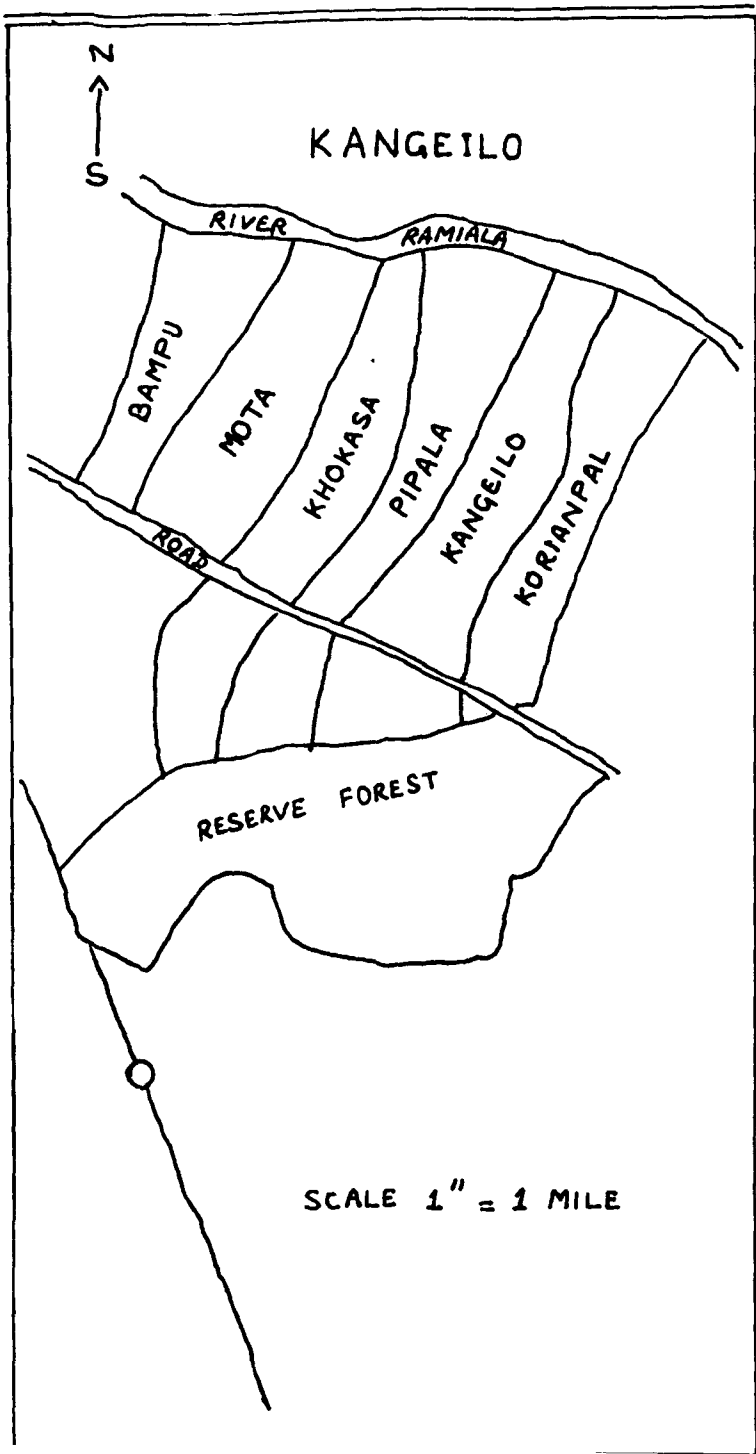 N
S
KANGEILO
RIVER RAMIALA
BAMPU
MOTA
KHOKASA
PIPALA
KANGEILO
KORIANPAL
ROAD
RESERVE FOREST
SCALE 1" = 1 MILE